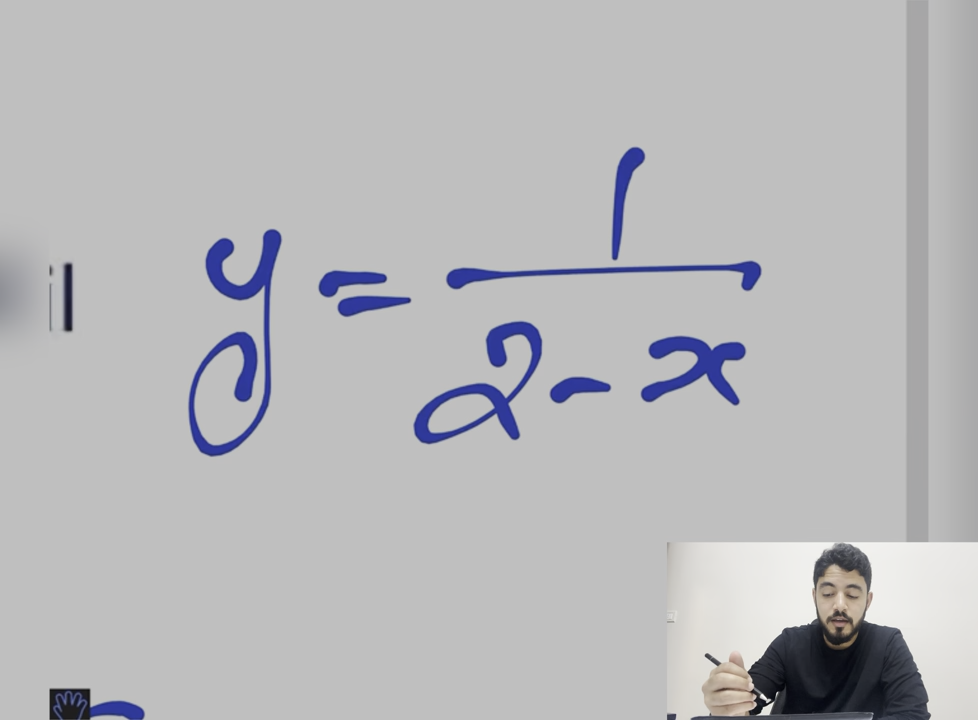 y = 1/(2 - x)